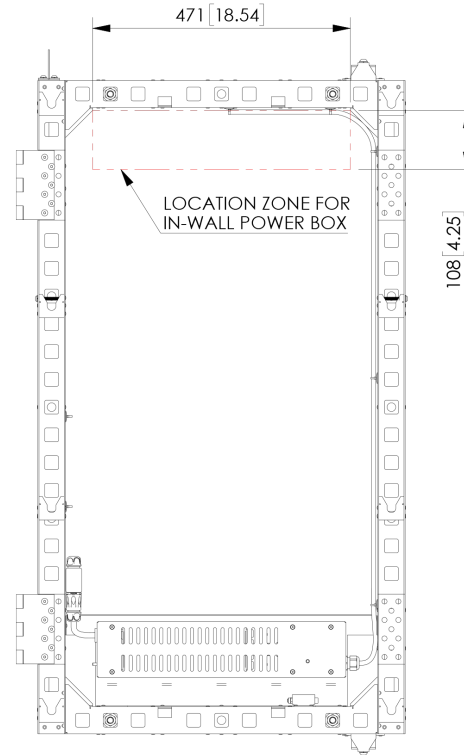 471 [18.54]
LOCATION ZONE FOR
IN-WALL POWER BOX
108 [4.25]